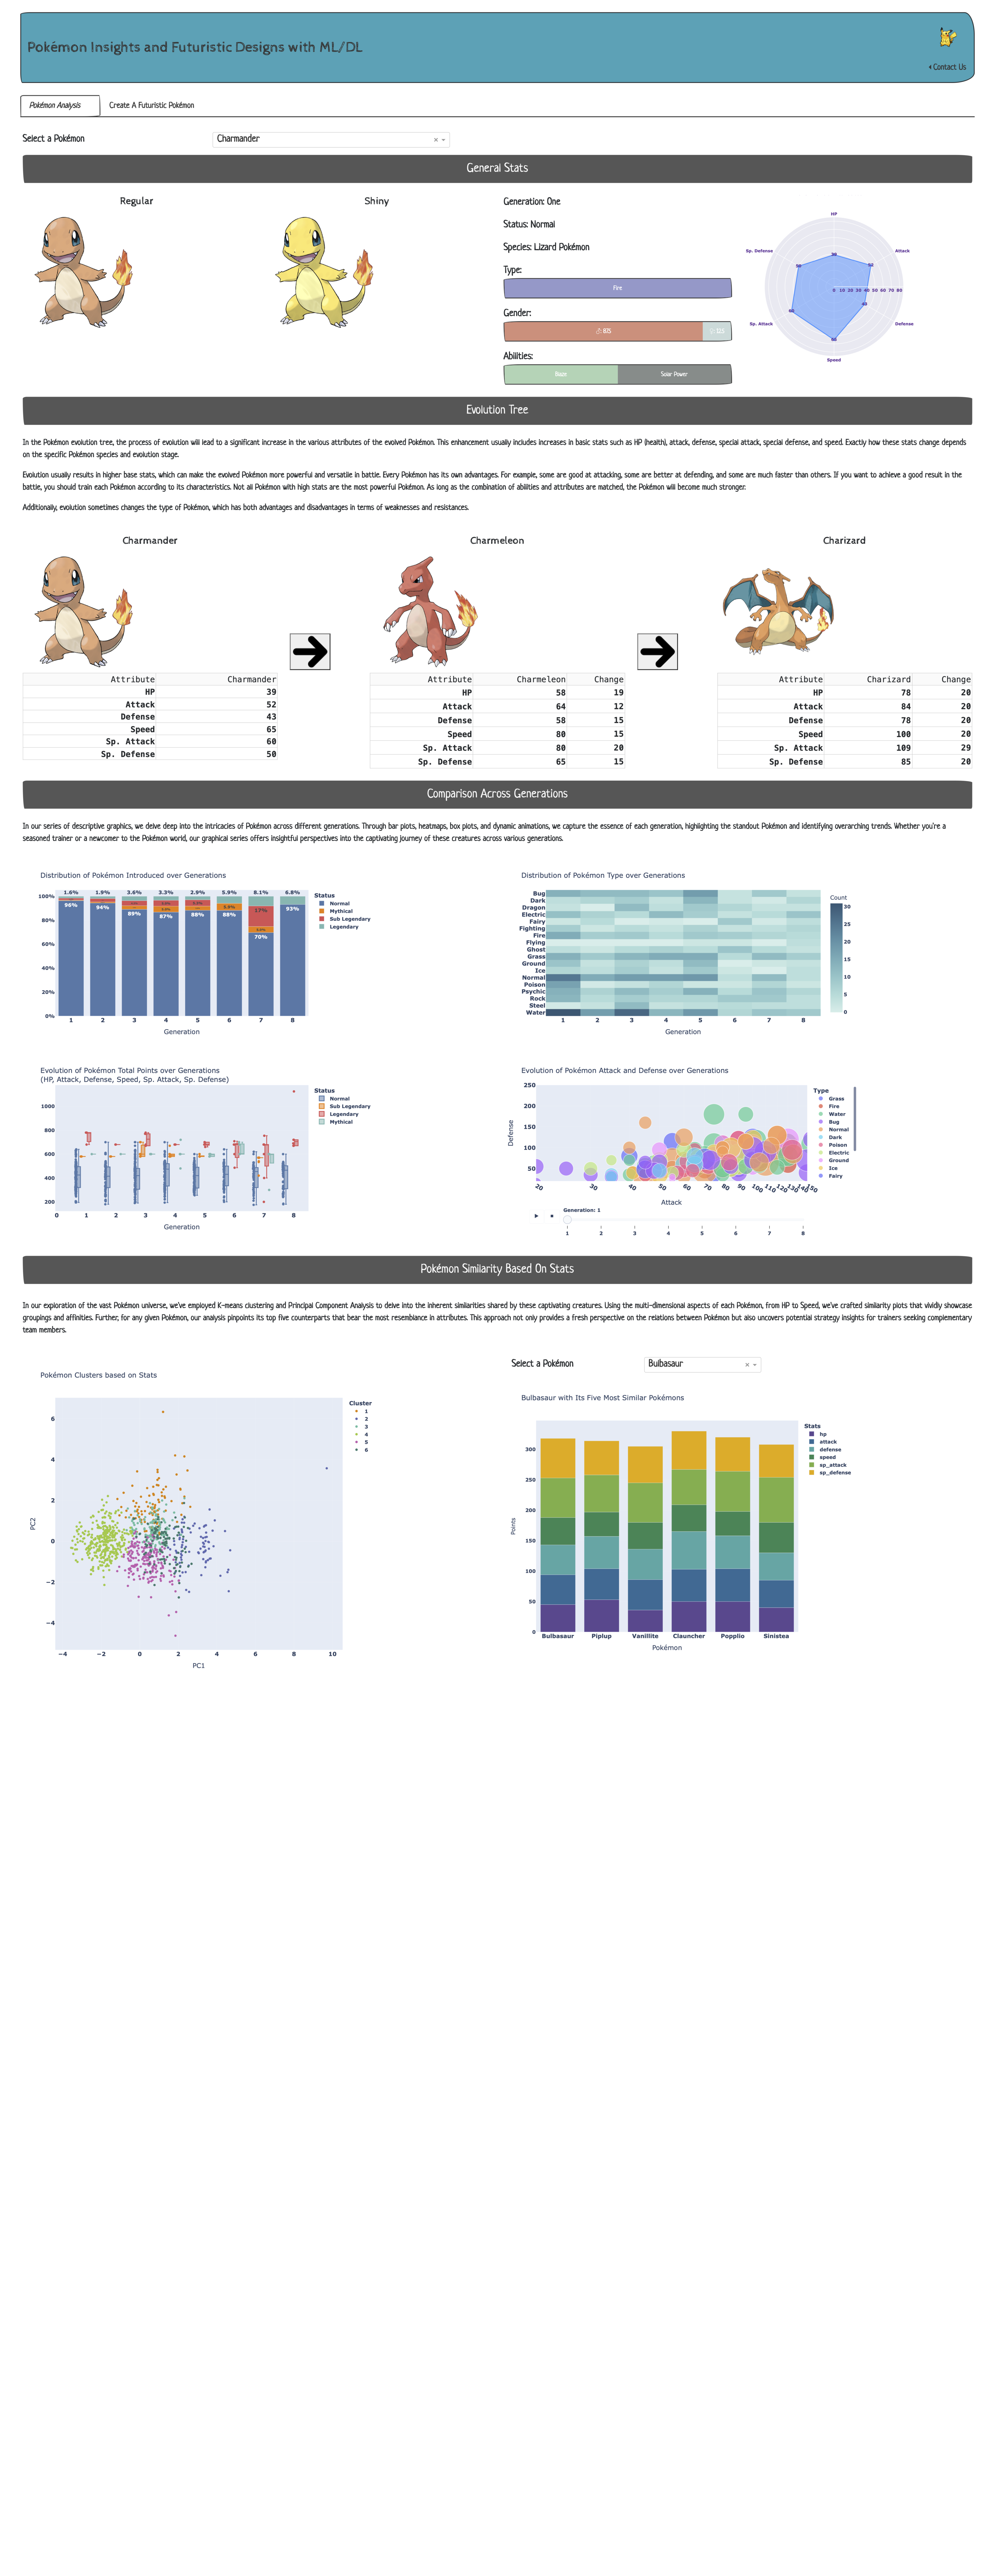 Pokémon Insights and Futuristic Designs with ML/DL
Contact Us
Pokémon Analysis
Create A Futuristic Pokémon
Select a Pokémon
Charmander
General Stats
Regular
Shiny
Generation: One
Status: Normal
Species: Lizard Pokémon
Type:
Fire
Gender:
Abilities:
Blaze
Solar Power
HP
Attack
Defense
Speed
Sp. Attack
Sp. Defense
0 10 20 30 40 50 60 70 80
Evolution Tree
In the Pokémon evolution tree, the process of evolution will lead to a significant increase in the various attributes of the evolved Pokémon. This enhancement usually includes increases in basic stats such as HP (health), attack, defense, special attack, special defense, and speed. Exactly how these stats change depends
on the specific Pokémon species and evolution stage.
Evolution usually results in higher base stats, which can make the evolved Pokémon more powerful and versatile in battle. Every Pokémon has its own advantages. For example, some are good at attacking, some are better at defending, and some are much faster than others. If you want to achieve a good result in the
battle, you should train each Pokémon according to its characteristics. Not all Pokémon with high stats are the most powerful Pokémon. As long as the combination of abilities and attributes are matched, the Pokémon will become much stronger.
Additionally, evolution sometimes changes the type of Pokémon, which has both advantages and disadvantages in terms of weaknesses and resistances.
Charmander
Attribute Charmander
HP 39
Attack 52
Defense 43
Speed 65
Sp. Attack 60
Sp. Defense 50
Charmeleon
Attribute Charmeleon Change
HP 58 19
Attack 64 12
Defense 58 15
Speed 80 15
Sp. Attack 80 20
Sp. Defense 65 15
Charizard
Attribute Charizard Change
HP 78 20
Attack 84 20
Defense 78 20
Speed 100 20
Sp. Attack 109 29
Sp. Defense 85 20
Comparison Across Generations
In our series of descriptive graphics, we delve deep into the intricacies of Pokémon across different generations. Through bar plots, heatmaps, box plots, and dynamic animations, we capture the essence of each generation, highlighting the standout Pokémon and identifying overarching trends. Whether you're a
seasoned trainer or a newcomer to the Pokémon world, our graphical series offers insightful perspectives into the captivating journey of these creatures across various generations.
Distribution of Pokémon Introduced over Generations
1.6% 1.9% 3.6% 3.3% 2.9% 5.9% 8.1% 6.8%
96% 94% 89% 87% 88% 88% 70% 93%
17%
100%
80%
60%
40%
20%
0%
1 2 3 4 5 6 7 8
Generation
Status
Normal
Mythical
Sub Legendary
Legendary
Distribution of Pokémon Type over Generations
Bug
Dark
Dragon
Electric
Fairy
Fighting
Fire
Flying
Ghost
Grass
Ground
Ice
Normal
Poison
Psychic
Rock
Steel
Water
1 2 3 4 5 6 7 8
Generation
Count
30
25
20
15
10
5
0
Evolution of Pokémon Total Points over Generations
(HP, Attack, Defense, Speed, Sp. Attack, Sp. Defense)
1000
800
600
400
200
0 1 2 3 4 5 6 7 8
Generation
Status
Normal
Sub Legendary
Legendary
Mythical
Evolution of Pokémon Attack and Defense over Generations
250
200
150
100
50
Defense
20 30 40 50 60 70 80 90 100 110 120 130 140 150
Attack
Type
Grass
Fire
Water
Bug
Normal
Dark
Poison
Electric
Ground
Ice
Fairy
Generation: 1
1 2 3 4 5 6 7 8
Pokémon Similarity Based On Stats
In our exploration of the vast Pokémon universe, we've employed K-means clustering and Principal Component Analysis to delve into the inherent similarities shared by these captivating creatures. Using the multi-dimensional aspects of each Pokémon, from HP to Speed, we've crafted similarity plots that vividly showcase
groupings and affinities. Further, for any given Pokémon, our analysis pinpoints its top five counterparts that bear the most resemblance in attributes. This approach not only provides a fresh perspective on the relations between Pokémon but also uncovers potential strategy insights for trainers seeking complementary
team members.
Pokémon Clusters based on Stats
6
4
2
0
−2
−4
PC2
−4 −2 0 2 4 6 8 10
PC1
Cluster
1
2
3
4
5
6
Select a Pokémon
Bulbasaur
Bulbasaur with Its Five Most Similar Pokémons
300
250
200
150
100
50
0
Points
Bulbasaur Piplup Vanillite Clauncher Popplio Sinistea
Pokémon
Stats
hp
attack
defense
speed
sp_attack
sp_defense